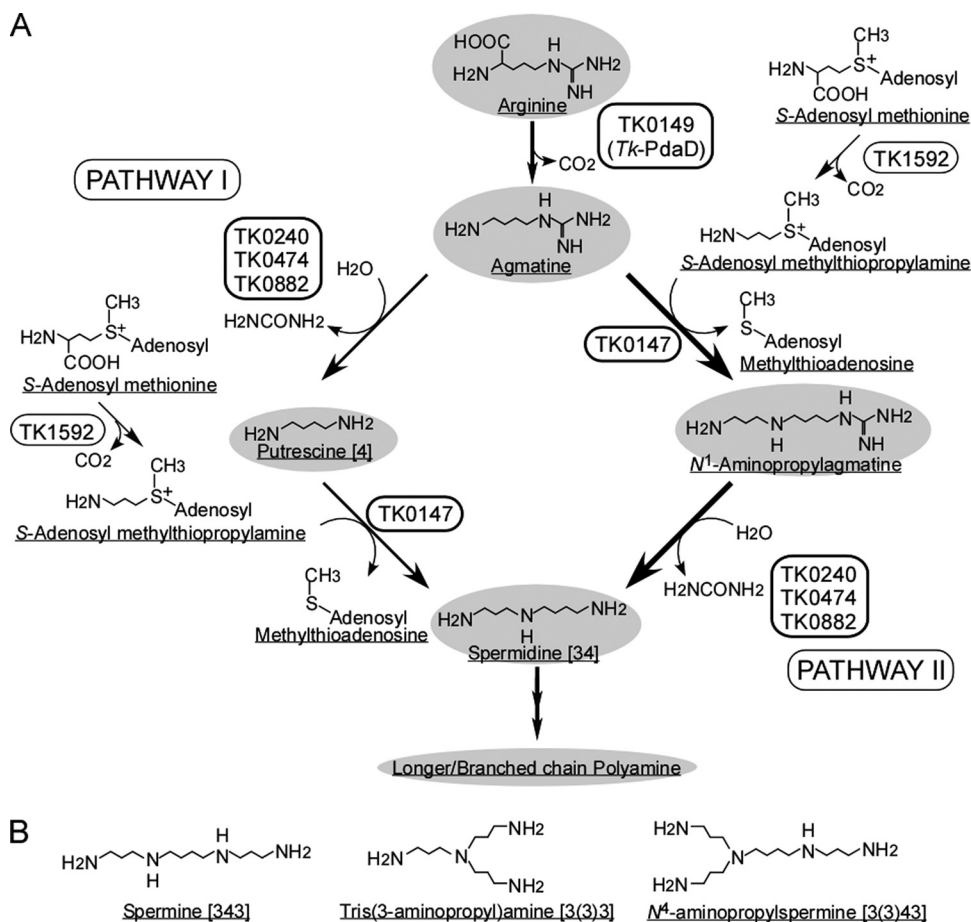 A
HOOC
H2N
H
N
NH2
NH
Arginine
TK0149
(Tk-PdaD)
CO2
CH3
H2N
S+
Adenosyl
COOH
S-Adenosyl methionine
TK1592
CO2
PATHWAY I
H
H2N
N
NH2
NH
Agmatine
CH3
H2N
S+
Adenosyl
S-Adenosyl methylthiopropylamine
TK0240
TK0474
TK0882
H2O
H2NCONH2
CH3
S
Adenosyl
Methylthioadenosine
TK0147
CH3
H2N
S+
Adenosyl
COOH
S-Adenosyl methionine
TK1592
CO2
H2N
NH2
Putrescine [4]
H
H2N
N
H
N
NH2
NH
N1-Aminopropylagmatine
CH3
H2N
S+
Adenosyl
S-Adenosyl methylthiopropylamine
TK0147
H2O
H2NCONH2
TK0240
TK0474
TK0882
CH3
S
Adenosyl
Methylthioadenosine
H2N
N
H
NH2
Spermidine [34]
PATHWAY II
Longer/Branched chain Polyamine
B
H2N
N
H
H
N
NH2
Spermine [343]
H2N
N
NH2
NH2
Tris(3-aminopropyl)amine [3(3)3]
H2N
H2N
N
H
N
NH2
N4-aminopropylspermine [3(3)43]